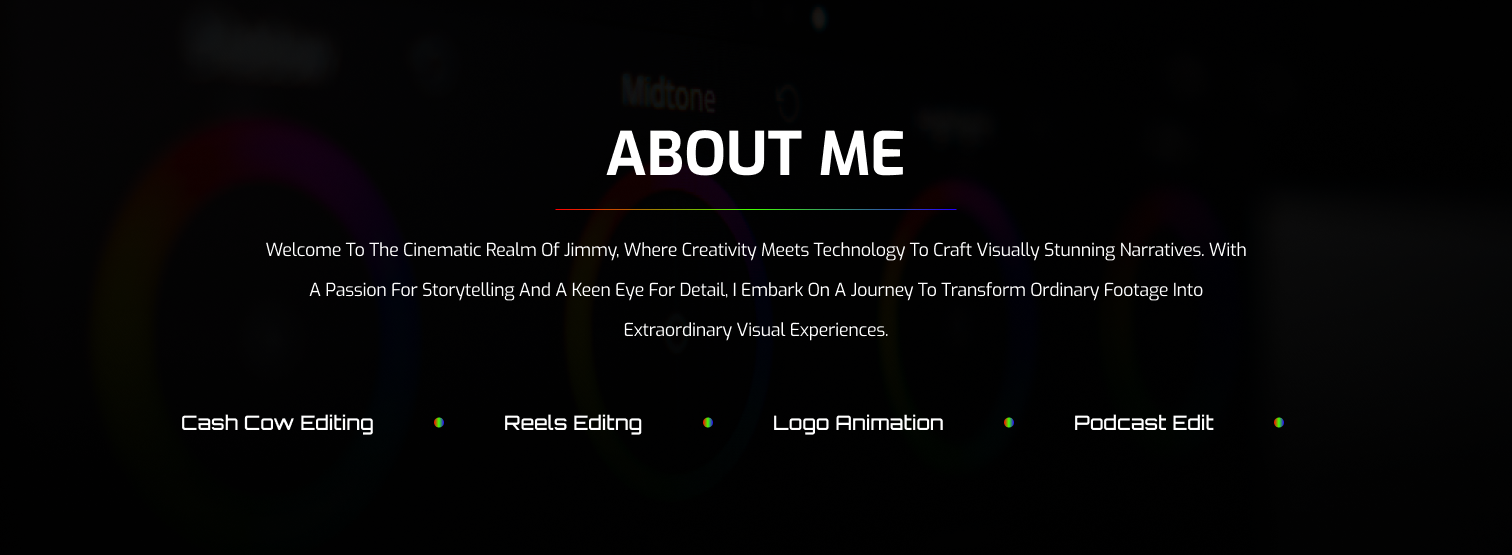 Midtone
ABOUT ME
Welcome To The Cinematic Realm Of Jimmy, Where Creativity Meets Technology To Craft Visually Stunning Narratives. With
A Passion For Storytelling And A Keen Eye For Detail, I Embark On A Journey To Transform Ordinary Footage Into
Extraordinary Visual Experiences.
Cash Cow Editing Reels Editng Logo Animation Podcast Edit